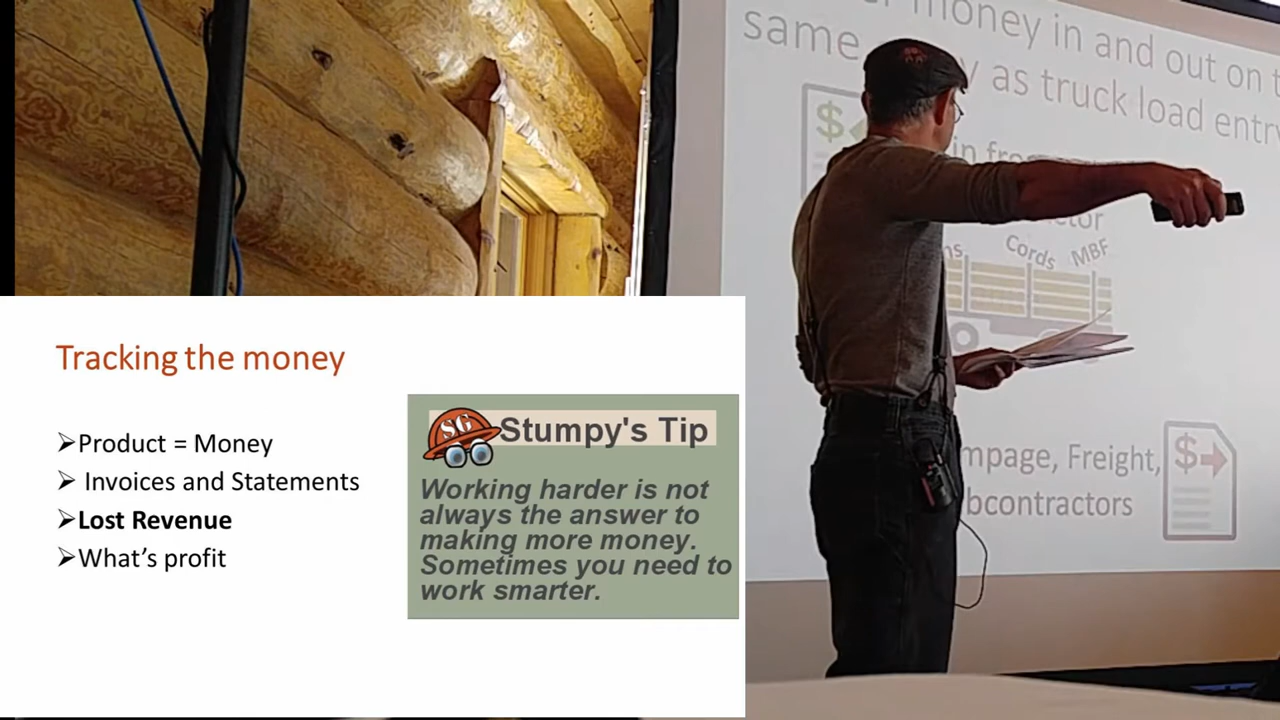 money in and out on
same as truck load entry
$
in
Cords MBF
mpage, Freight,
bcontractors
$
Tracking the money
➢Product = Money
➢ Invoices and Statements
➢Lost Revenue
➢What's profit
SG
Stumpy's Tip
Working harder is not
always the answer to
making more money.
Sometimes you need to
work smarter.